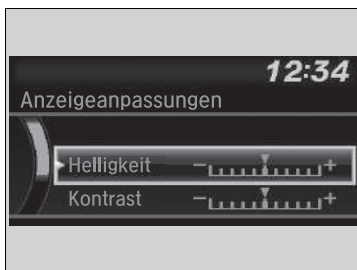 12:34
Anzeigeanpassungen
Helligkeit − +
Kontrast − +